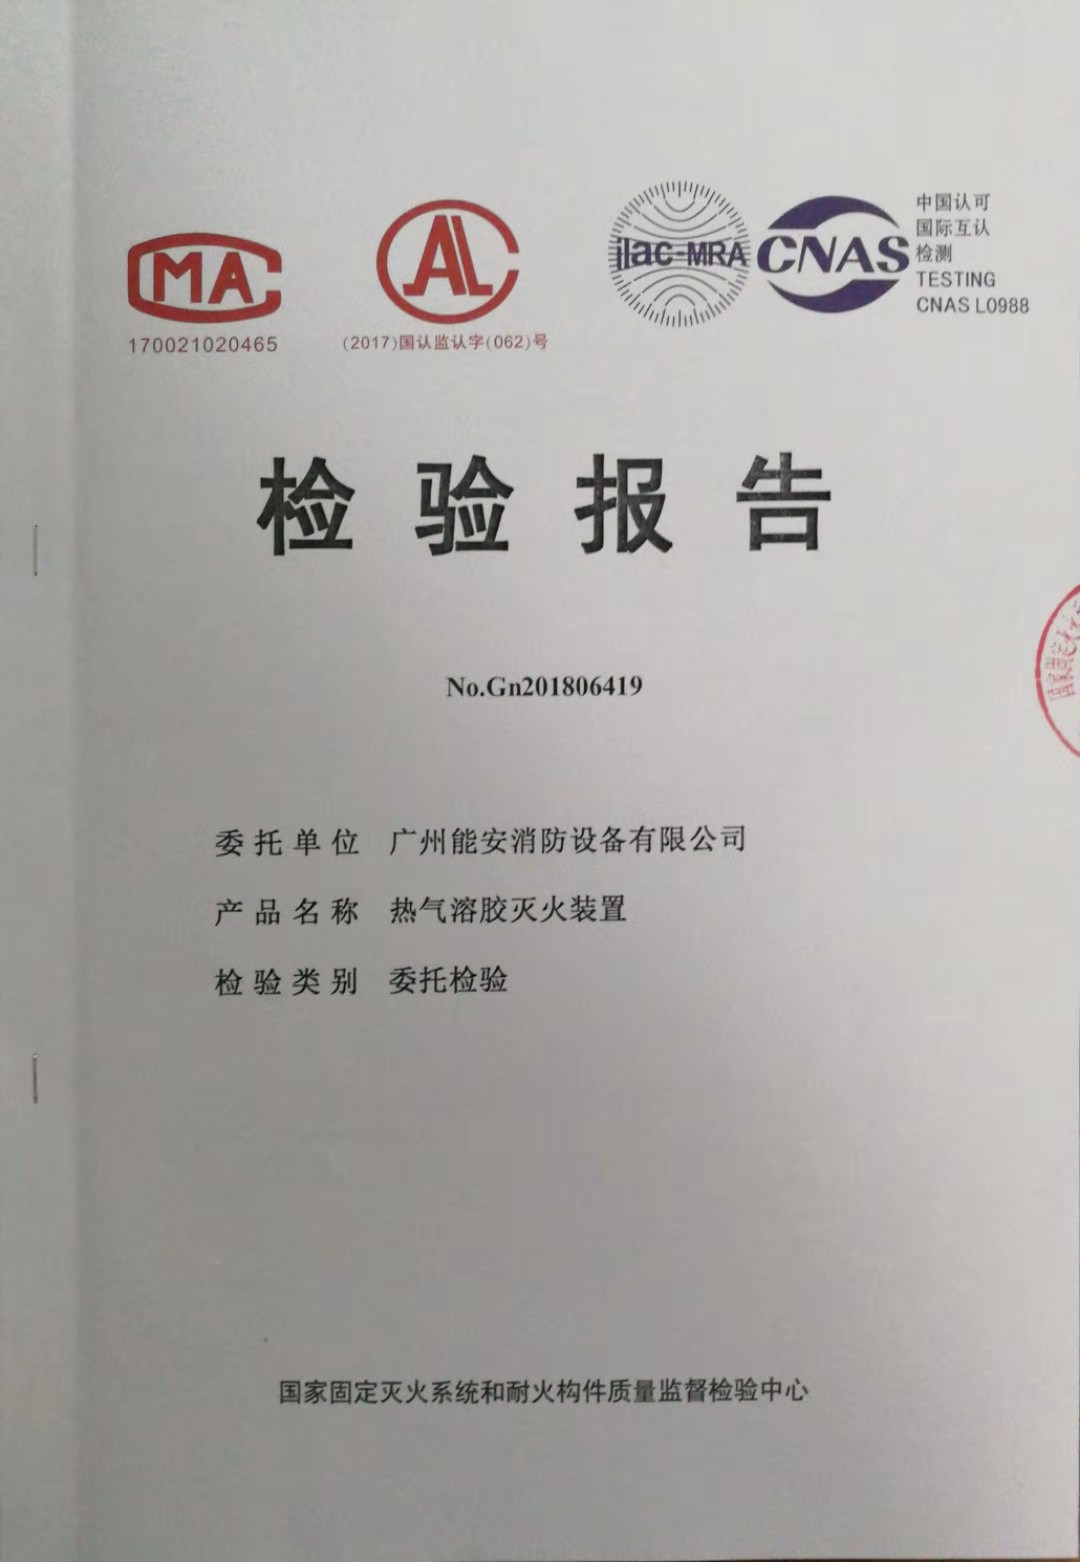 MA
170021020465
AL
(2017)国认监认字(062)号
ilac-MRA
CNAS
中国认可
国际互认
检测
TESTING
CNAS L0988
检验报告
No.Gn201806419
委托单位 广州能安消防设备有限公司
产品名称 热气溶胶灭火装置
检验类别 委托检验
国家固定灭火系统和耐火构件质量监督检验中心